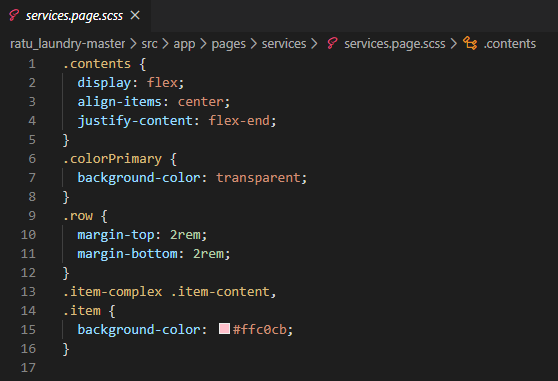 services.page.scss
ratu_laundry-master > src > app > pages > services > services.page.scss > .contents
1 .contents {
2 display: flex;
3 align-items: center;
4 justify-content: flex-end;
5 }
6 .colorPrimary {
7 background-color: transparent;
8 }
9 .row {
10 margin-top: 2rem;
11 margin-bottom: 2rem;
12 }
13 .item-complex .item-content,
14 .item {
15 background-color: #ffc0cb;
16 }
17